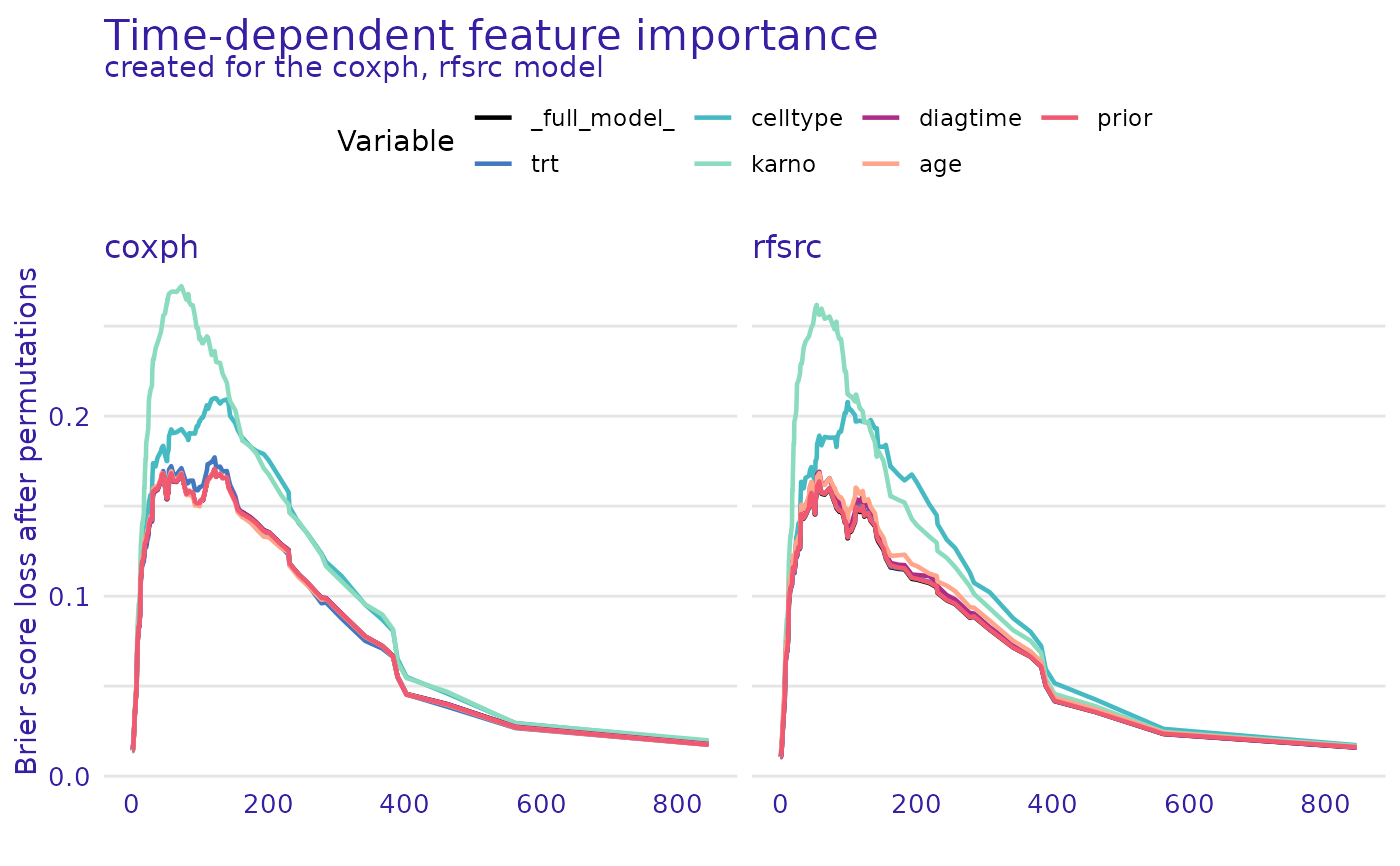 Time-dependent feature importance
created for the coxph, rfsrc model
Variable
_full_model_ celltype diagtime prior
trt karno age
coxph rfsrc
Brier score loss after permutations
0.2
0.1
0.0
0 200 400 600 800 0 200 400 600 800